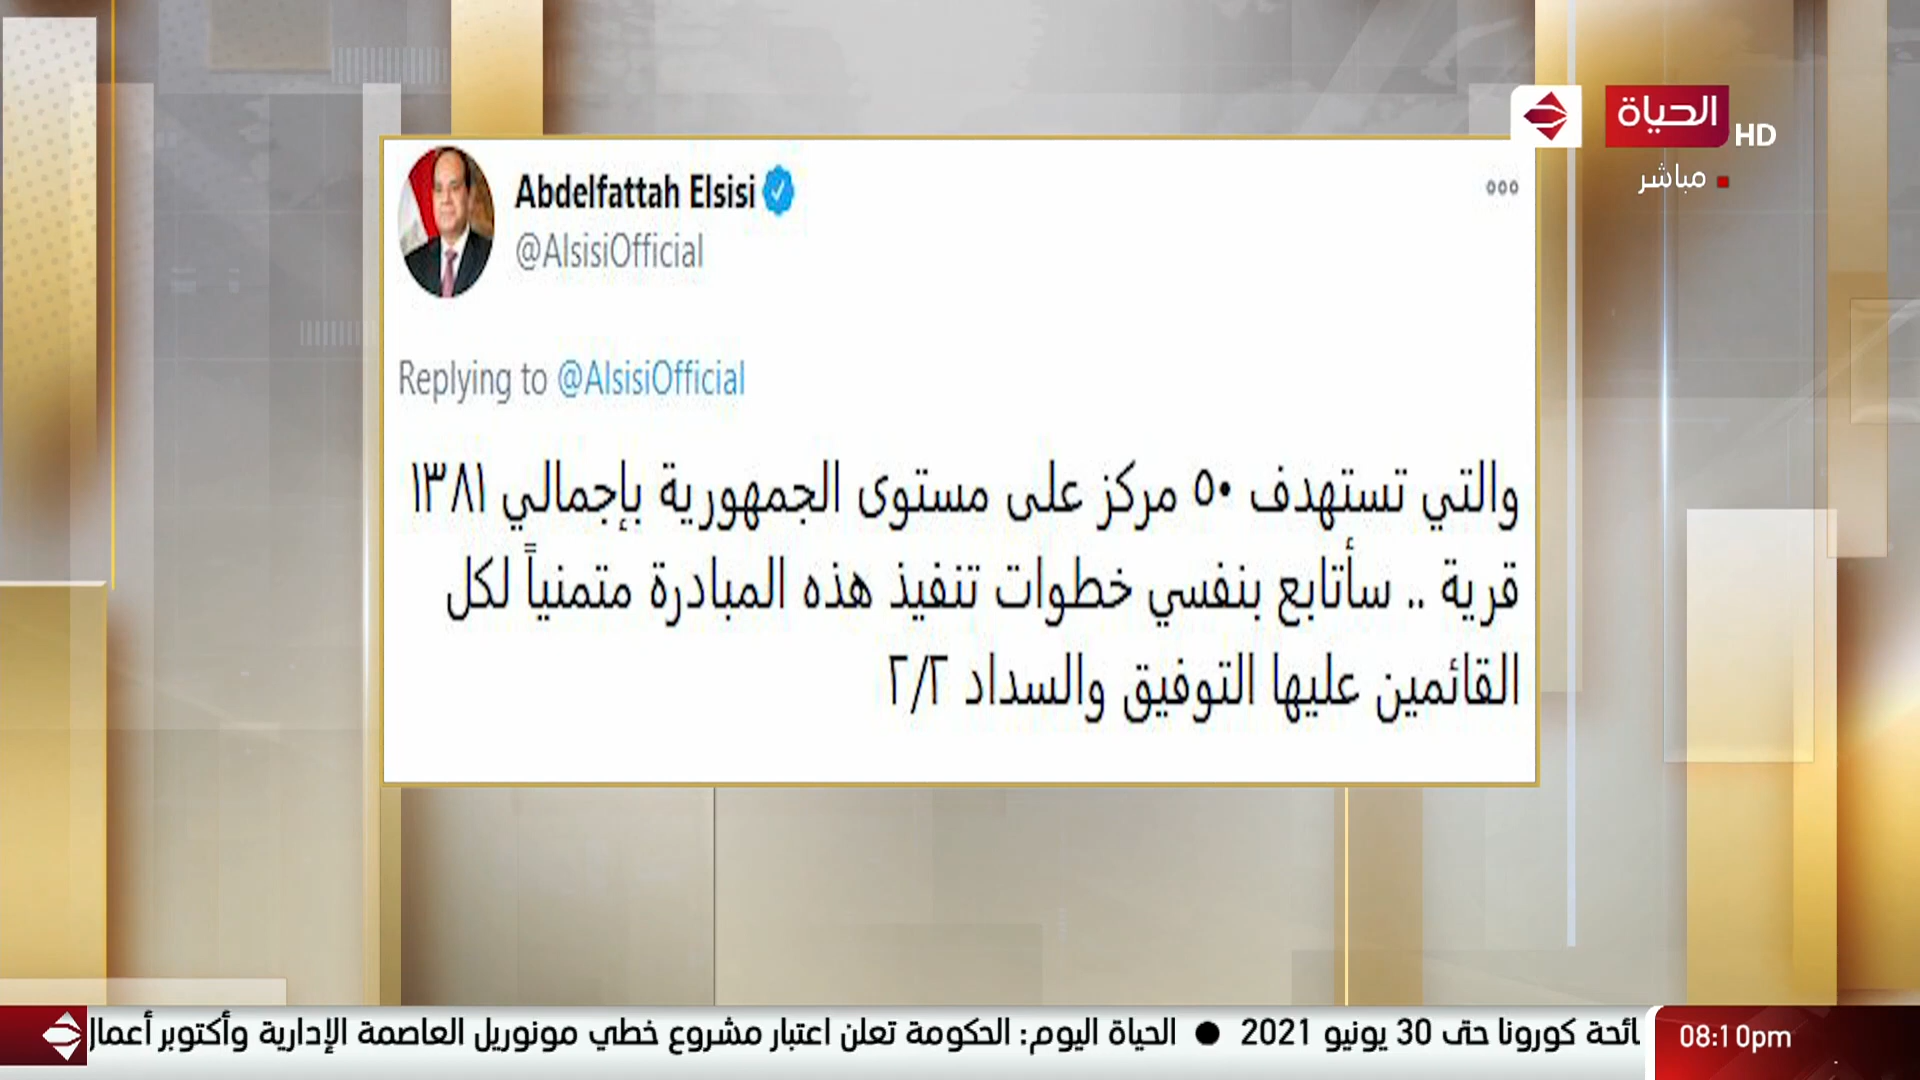 الحياة
HD
مباشر
Abdelfattah Elsisi
@AlsisiOfficial
Replying to @AlsisiOfficial
والتي تستهدف ٥٠ مركز على مستوى الجمهورية بإجمالي ١٣٨١
قرية .. سأتابع بنفسي خطوات تنفيذ هذه المبادرة متمنياً لكل
القائمين عليها التوفيق والسداد ٢/٢
ائحة كورونا حتى 30 يونيو 2021 ● الحياة اليوم: الحكومة تعلن اعتبار مشروع خطي مونوريل العاصمة الإدارية وأكتوبر أعمال
08:10pm